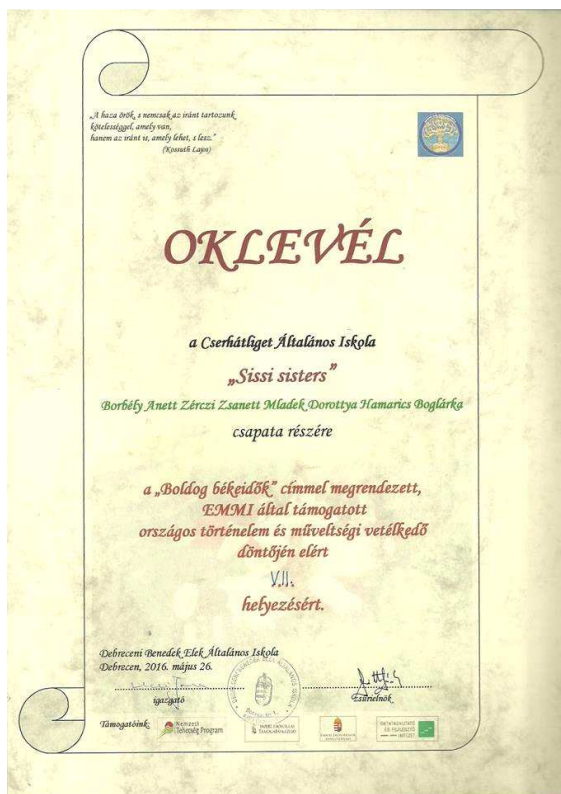 „A haza örök, s nemcsak az iránt tartozunk
kötelességgel, amely van,
hanem az iránt is, amely lehet, s lesz.”
(Kossuth Lajos)
OKLEVÉL
a Cserhátliget Általános Iskola
„Sissi sisters”
Borbély Anett Zérczi Zsanett Mladek Dorottya Hamarics Boglárka
csapata részére
a „Boldog békeidők” címmel megrendezett,
EMMI által támogatott
országos történelem és műveltségi vetélkedő
döntőjén elért
VII.
helyezésért.
Debreceni Benedek Elek Általános Iskola
Debrecen, 2016. május 26.
igazgató
Zsűrielnök
Támogatóink:
Nemzeti
Tehetség Program